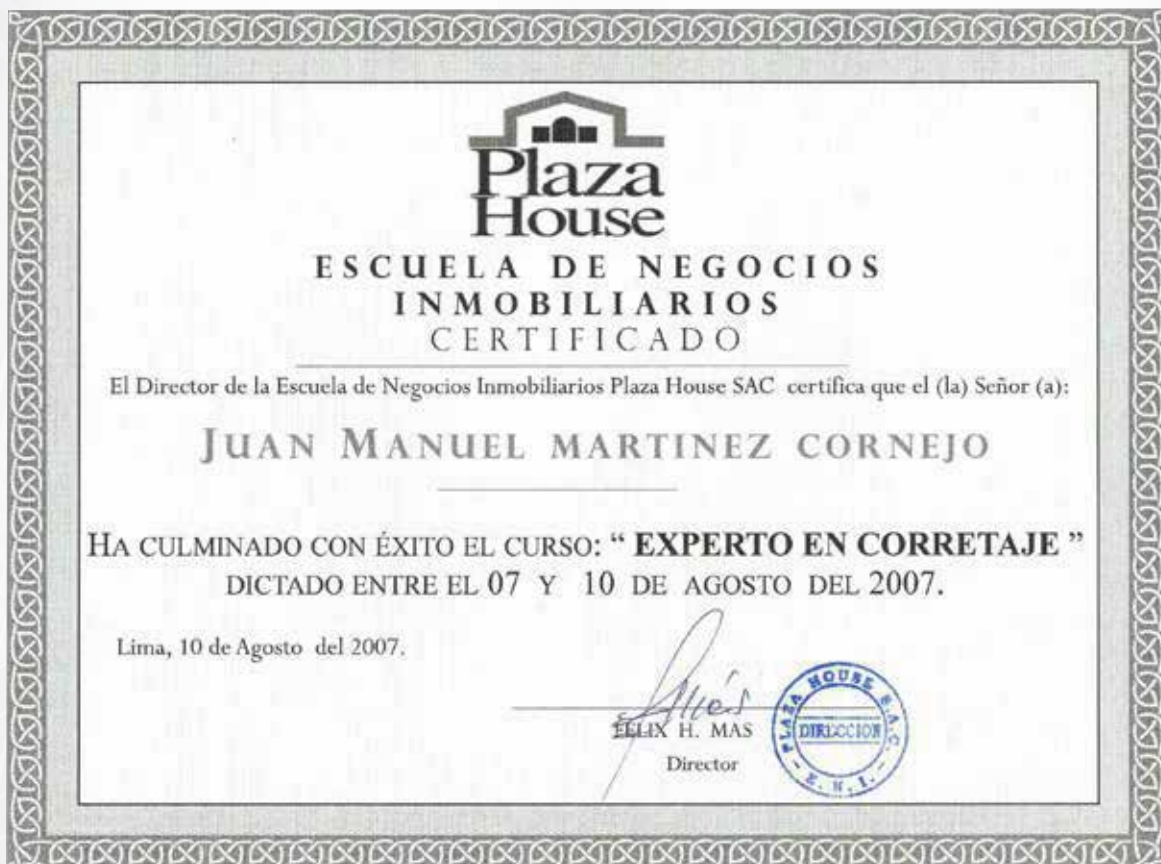 Plaza
House
ESCUELA DE NEGOCIOS
INMOBILIARIOS
CERTIFICADO
El Director de la Escuela de Negocios Inmobiliarios Plaza House SAC certifica que el (la) Señor (a):
JUAN MANUEL MARTINEZ CORNEJO
HA CULMINADO CON ÉXITO EL CURSO: “ EXPERTO EN CORRETAJE ”
DICTADO ENTRE EL 07 Y 10 DE AGOSTO DEL 2007.
Lima, 10 de Agosto del 2007.
FELIX H. MAS
Director
PLAZA HOUSE S.A.C.
DIRECCION
E. N. I.